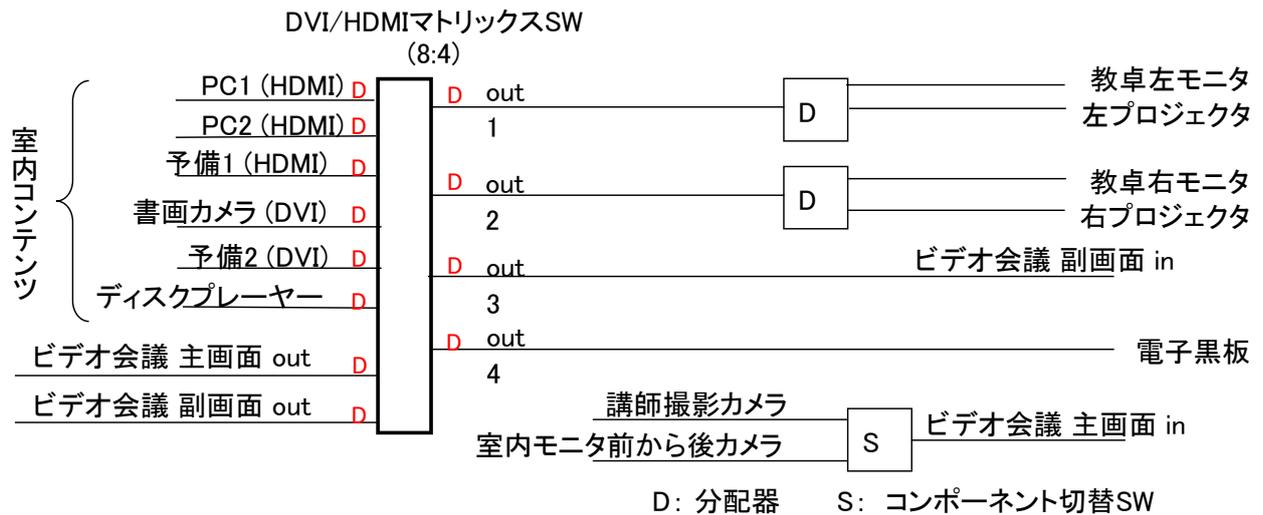 DVI/HDMIマトリックスSW
(8:4)
室内コンテンツ
PC1 (HDMI) D
PC2 (HDMI) D
予備1 (HDMI) D
書画カメラ (DVI) D
予備2 (DVI) D
ディスクプレーヤー D
ビデオ会議 主画面 out D
ビデオ会議 副画面 out D
D out
1
D
教卓左モニタ
左プロジェクタ
D out
2
D
教卓右モニタ
右プロジェクタ
D out
3
ビデオ会議 副画面 in
D out
4
電子黒板
講師撮影カメラ
室内モニタ前から後カメラ
S
ビデオ会議 主画面 in
D: 分配器 S: コンポーネント切替SW